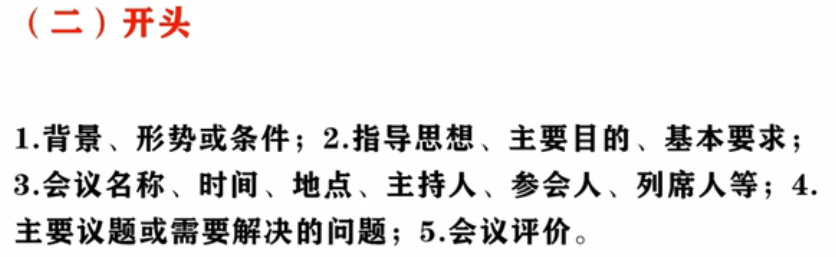 （二）开头
1.背景、形势或条件；2.指导思想、主要目的、基本要求；
3.会议名称、时间、地点、主持人、参会人、列席人等；4.
主要议题或需要解决的问题；5.会议评价。